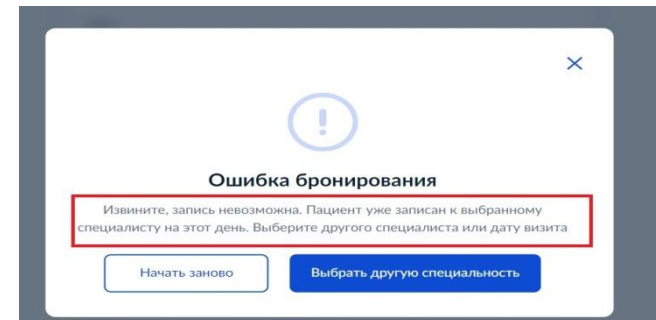 Ошибка бронирования
Извините, запись невозможна. Пациент уже записан к выбранному
специалисту на этот день. Выберите другого специалиста или дату визита
Начать заново
Выбрать другую специальность